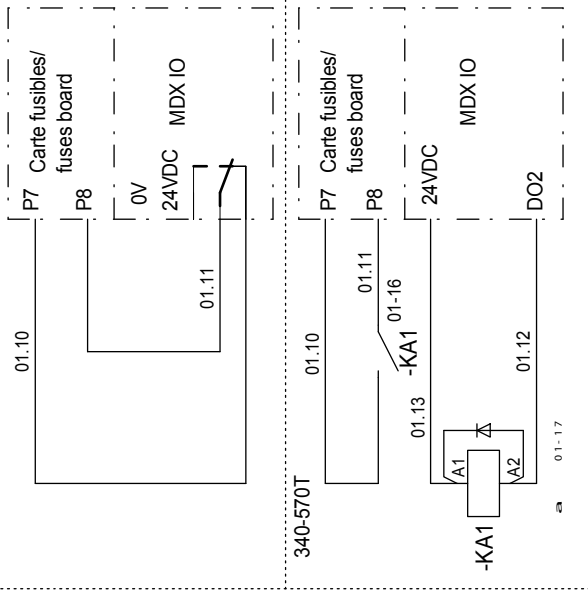 Carte fusibles/
fuses board
P7
P8
MDX IO
0V
24VDC
01.10
01.11
Carte fusibles/
fuses board
P7
P8
MDX IO
24VDC
DO2
01.10
01.11
01-16
-KA1
01.13
01.12
340-570T
A1
A2
-KA1
a
01-17